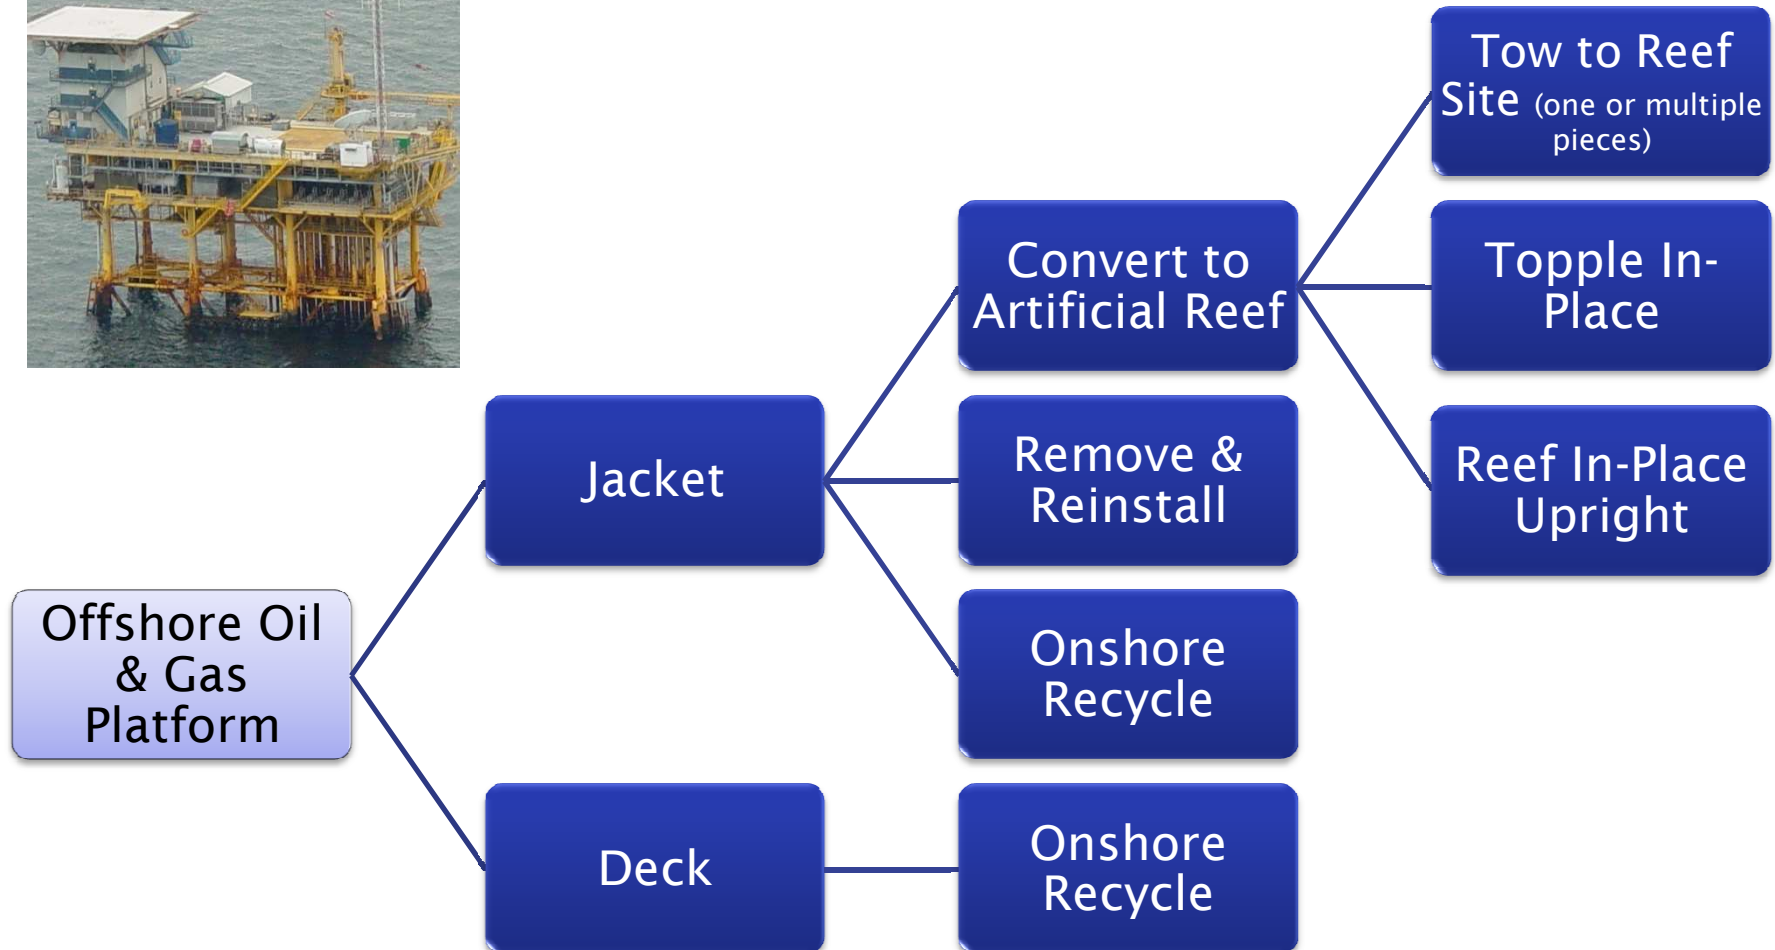 Tow to Reef
Site (one or multiple
pieces)
Convert to
Artificial Reef
Topple In-
Place
Jacket
Remove &
Reinstall
Reef In-Place
Upright
Offshore Oil
& Gas
Platform
Onshore
Recycle
Deck
Onshore
Recycle